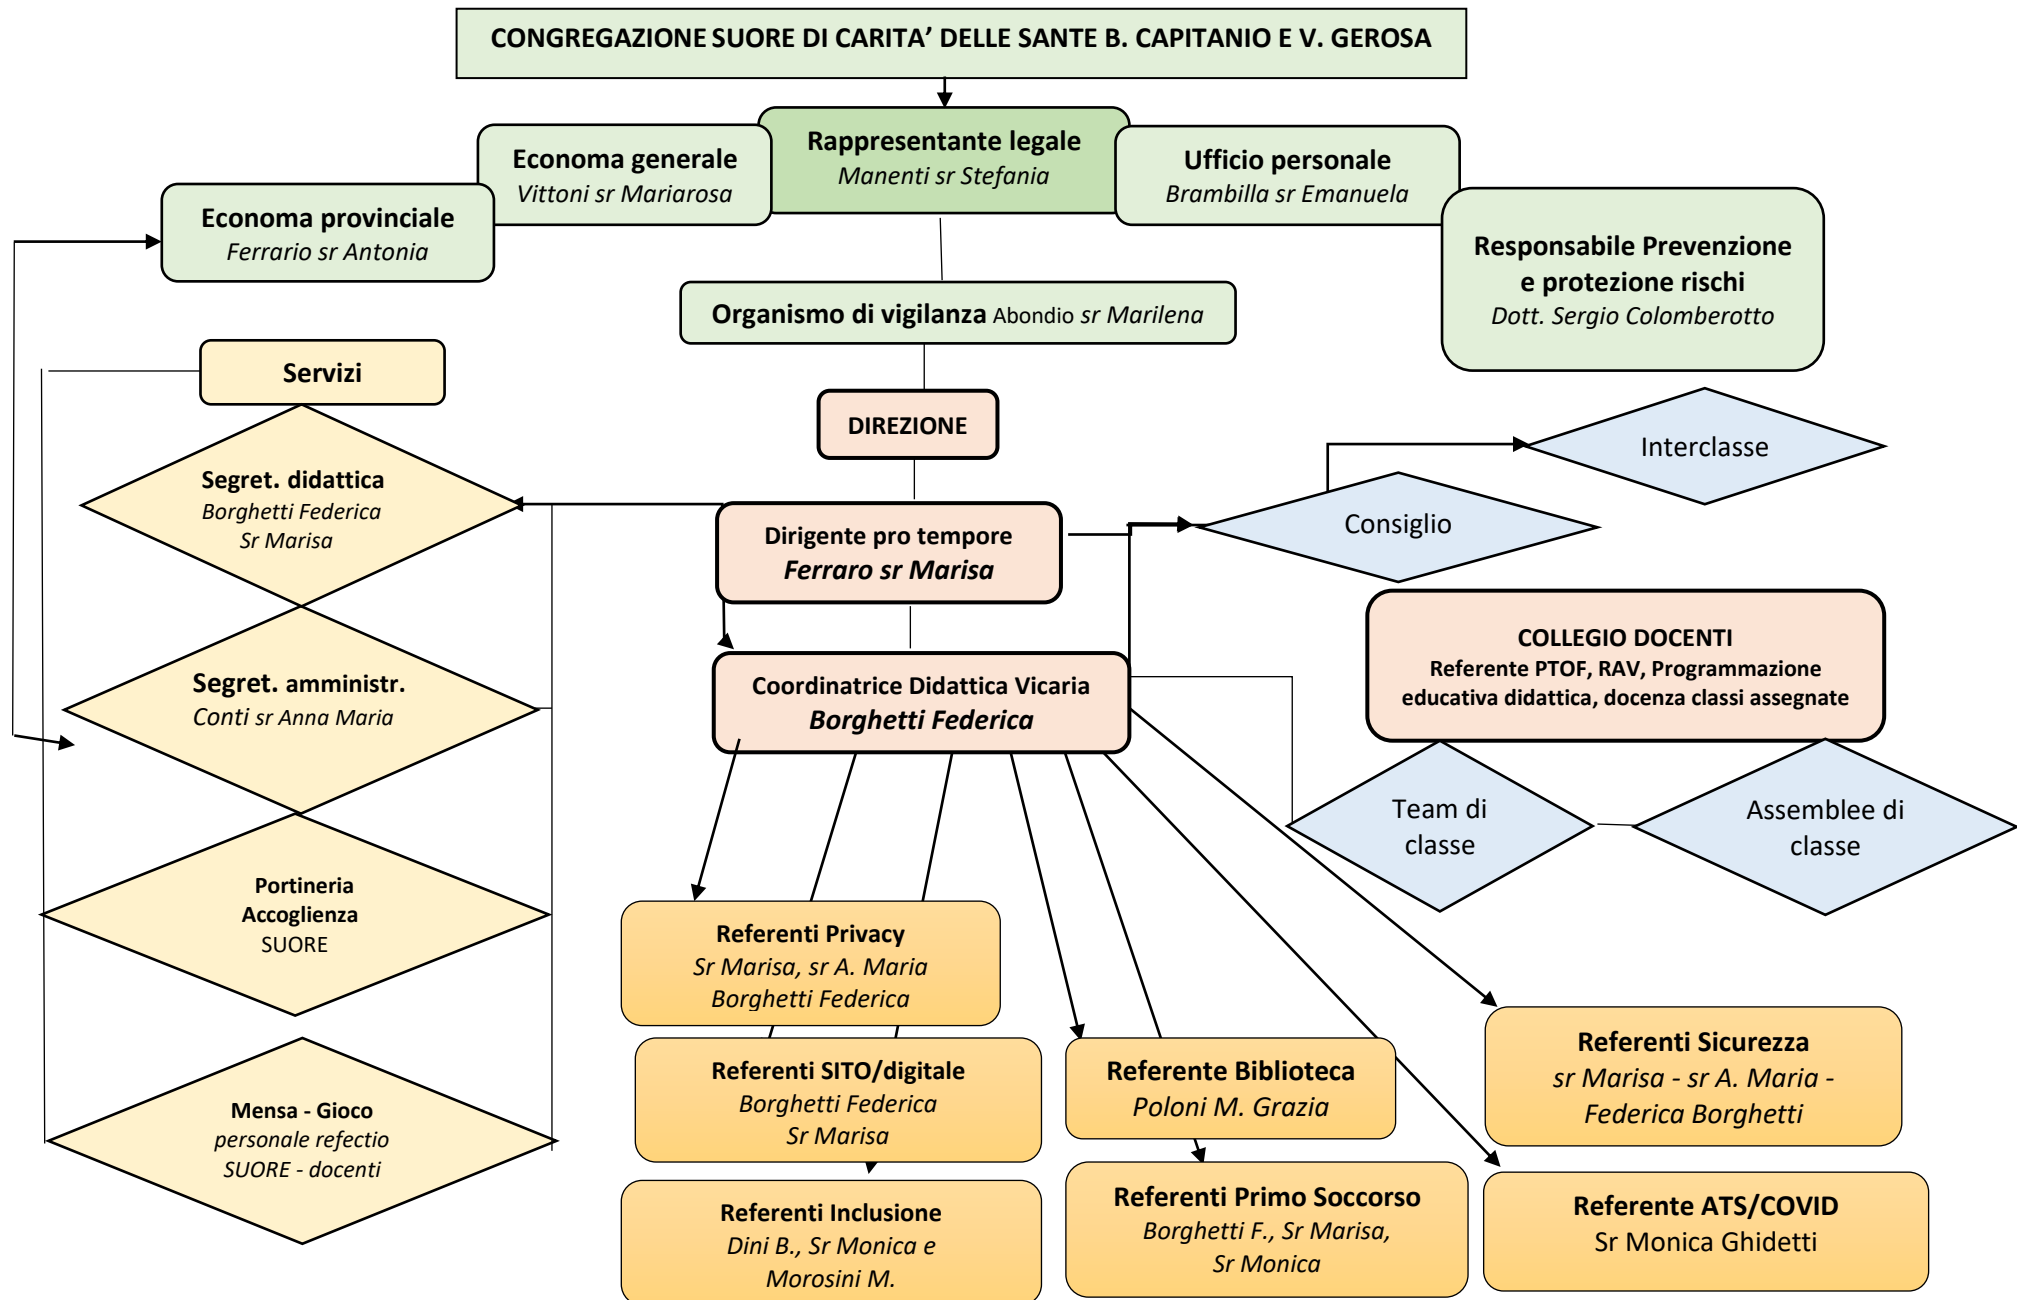 CONGREGAZIONE SUORE DI CARITA’ DELLE SANTE B. CAPITANIO E V. GEROSA
Rappresentante legale
Manenti sr Stefania
Economa generale
Vittoni sr Mariarosa
Ufficio personale
Brambilla sr Emanuela
Economa provinciale
Ferrario sr Antonia
Responsabile Prevenzione
e protezione rischi
Dott. Sergio Colomberotto
Organismo di vigilanza Abondio sr Marilena
Servizi
DIREZIONE
Interclasse
Segret. didattica
Borghetti Federica
Sr Marisa
Dirigente pro tempore
Ferraro sr Marisa
Consiglio
COLLEGIO DOCENTI
Referente PTOF, RAV, Programmazione
educativa didattica, docenza classi assegnate
Segret. amministr.
Conti sr Anna Maria
Coordinatrice Didattica Vicaria
Borghetti Federica
Team di
classe
Assemblee di
classe
Portineria
Accoglienza
SUORE
Referenti Privacy
Sr Marisa, sr A. Maria
Borghetti Federica
Referenti SITO/digitale
Borghetti Federica
Sr Marisa
Referente Biblioteca
Poloni M. Grazia
Referenti Sicurezza
sr Marisa - sr A. Maria -
Federica Borghetti
Mensa - Gioco
personale refectio
SUORE - docenti
Referenti Inclusione
Dini B., Sr Monica e
Morosini M.
Referenti Primo Soccorso
Borghetti F., Sr Marisa,
Sr Monica
Referente ATS/COVID
Sr Monica Ghidetti